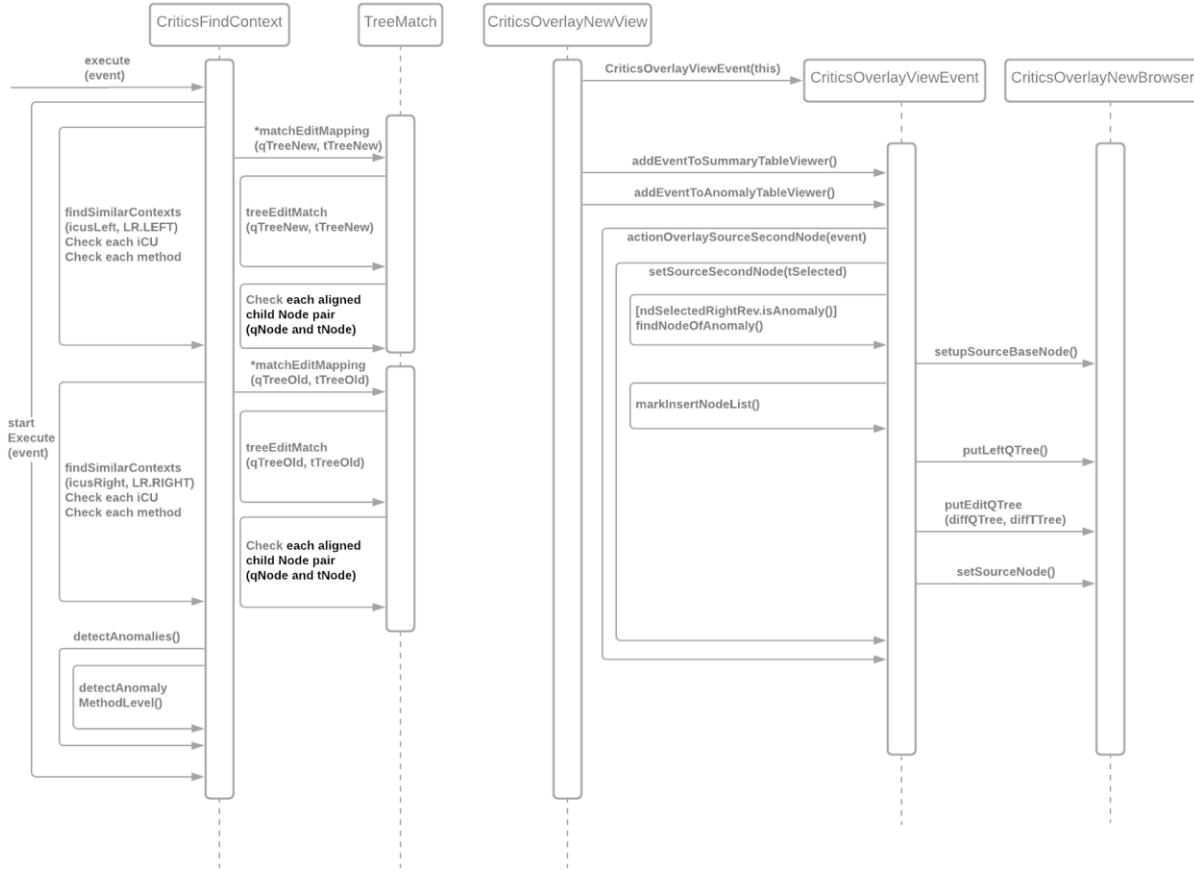 CriticsFindContext
TreeMatch
CriticsOverlayNewView
CriticsOverlayViewEvent
CriticsOverlayNewBrowser
execute
(event)
start
Execute
(event)
findSimilarContexts
(icusLeft, LR.LEFT)
Check each iCU
Check each method
*matchEditMapping
(qTreeNew, tTreeNew)
treeEditMatch
(qTreeNew, tTreeNew)
Check each aligned
child Node pair
(qNode and tNode)
*matchEditMapping
(qTreeOld, tTreeOld)
findSimilarContexts
(icusRight, LR.RIGHT)
Check each iCU
Check each method
treeEditMatch
(qTreeOld, tTreeOld)
Check each aligned
child Node pair
(qNode and tNode)
detectAnomalies()
detectAnomaly
MethodLevel()
CriticsOverlayViewEvent(this)
addEventToSummaryTableViewer()
addEventToAnomalyTableViewer()
actionOverlaySourceSecondNode(event)
setSourceSecondNode(tSelected)
[ndSelectedRightRev.isAnomaly()]
findNodeOfAnomaly()
setupSourceBaseNode()
markInsertNodeList()
putLeftQTree()
putEditQTree
(diffQTree, diffTTree)
setSourceNode()